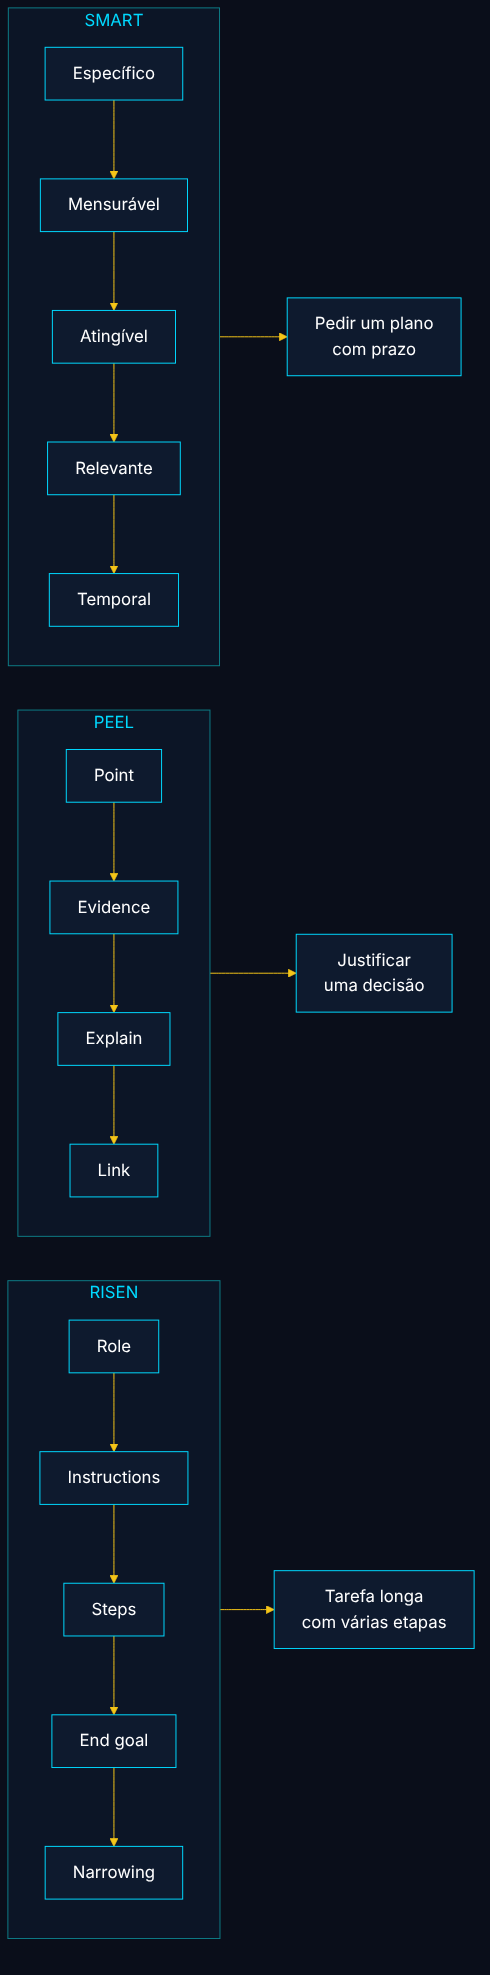 SMART
Específico
Mensurável
Atingível
Relevante
Temporal
Pedir um plano
com prazo
PEEL
Point
Evidence
Explain
Link
Justificar
uma decisão
RISEN
Role
Instructions
Steps
End goal
Narrowing
Tarefa longa
com várias etapas